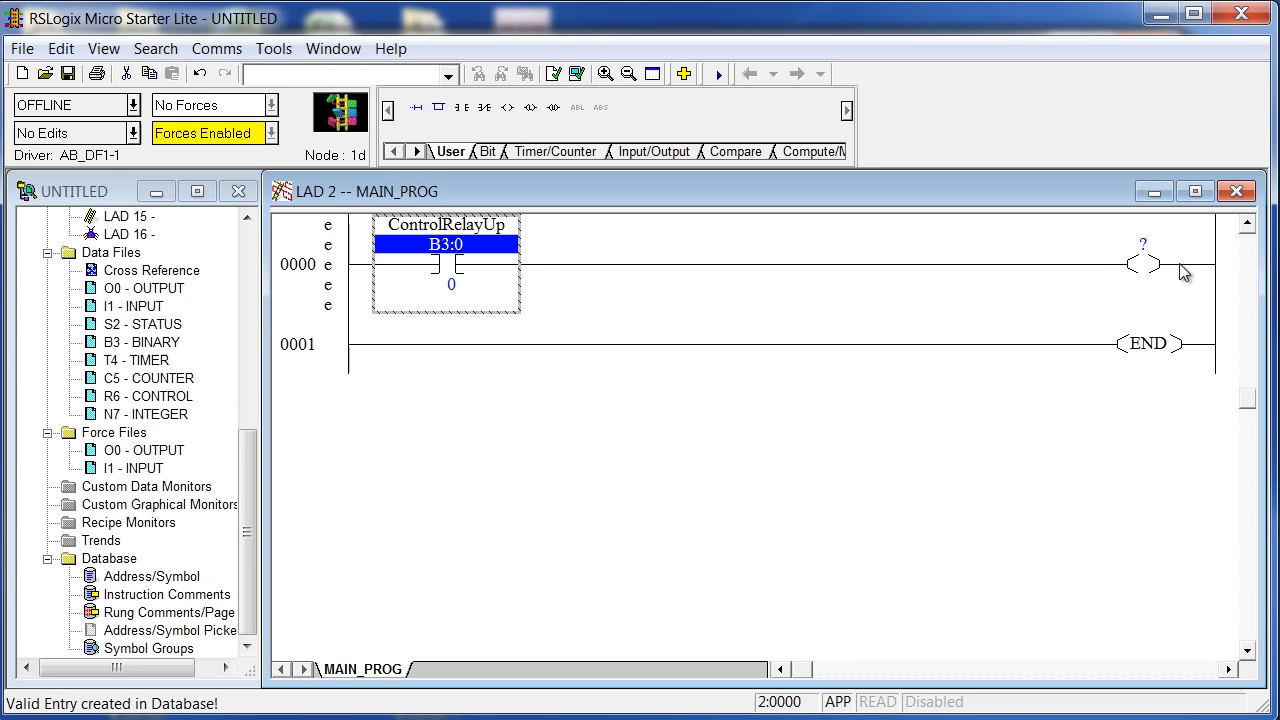 RSLogix Micro Starter Lite - UNTITLED
File Edit View Search Comms Tools Window Help
OFFLINE No Forces
No Edits Forces Enabled
Driver: AB_DF1-1 Node : 1d
ABL ABS
User Bit Timer/Counter Input/Output Compare Compute/M
UNTITLED
LAD 15 -
LAD 16 -
Data Files
Cross Reference
O0 - OUTPUT
I1 - INPUT
S2 - STATUS
B3 - BINARY
T4 - TIMER
C5 - COUNTER
R6 - CONTROL
N7 - INTEGER
Force Files
O0 - OUTPUT
I1 - INPUT
Custom Data Monitors
Custom Graphical Monitors
Recipe Monitors
Trends
Database
Address/Symbol
Instruction Comments
Rung Comments/Page
Address/Symbol Picke
Symbol Groups
LAD 2 -- MAIN_PROG
e ControlRelayUp
e B3:0 ?
0000 e
e 0
e
0001 END
MAIN_PROG
Valid Entry created in Database! 2:0000 APP READ Disabled